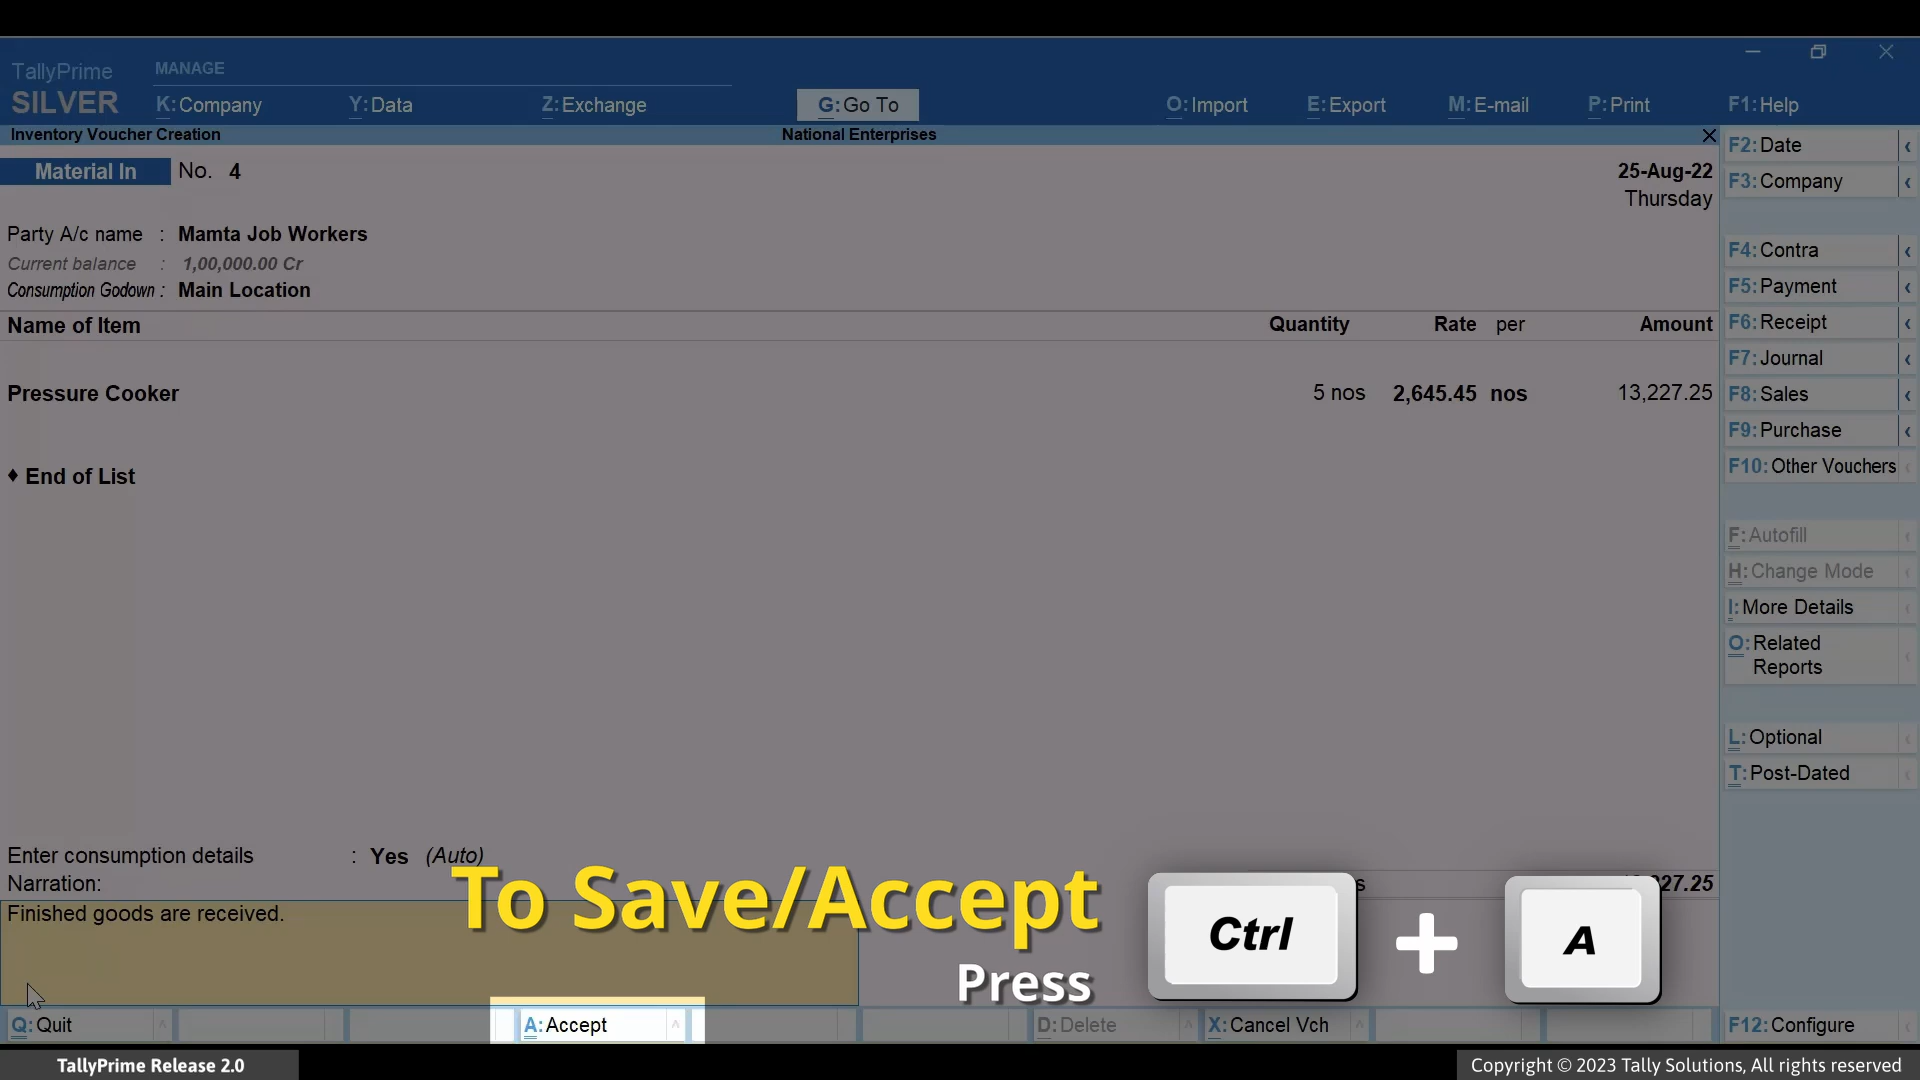 TallyPrime
SILVER
MANAGE
K: Company
Y: Data
Z: Exchange
G: Go To
O: Import
E: Export
M: E-mail
P: Print
F1: Help
Inventory Voucher Creation
National Enterprises
Material In No. 4
25-Aug-22
Thursday
Party A/c name : Mamta Job Workers
Current balance : 1,00,000.00 Cr
Consumption Godown : Main Location
Name of Item Quantity Rate per Amount
Pressure Cooker 5 nos 2,645.45 nos 13,227.25
♦ End of List
Enter consumption details : Yes (Auto)
Narration:
Finished goods are received.
27.25
To Save/Accept
Press
Ctrl + A
F2: Date
F3: Company
F4: Contra
F5: Payment
F6: Receipt
F7: Journal
F8: Sales
F9: Purchase
F10: Other Vouchers
F: Autofill
H: Change Mode
I: More Details
O: Related
Reports
L: Optional
T: Post-Dated
F12: Configure
Q: Quit
A: Accept
D: Delete
X: Cancel Vch
TallyPrime Release 2.0
Copyright © 2023 Tally Solutions, All rights reserved